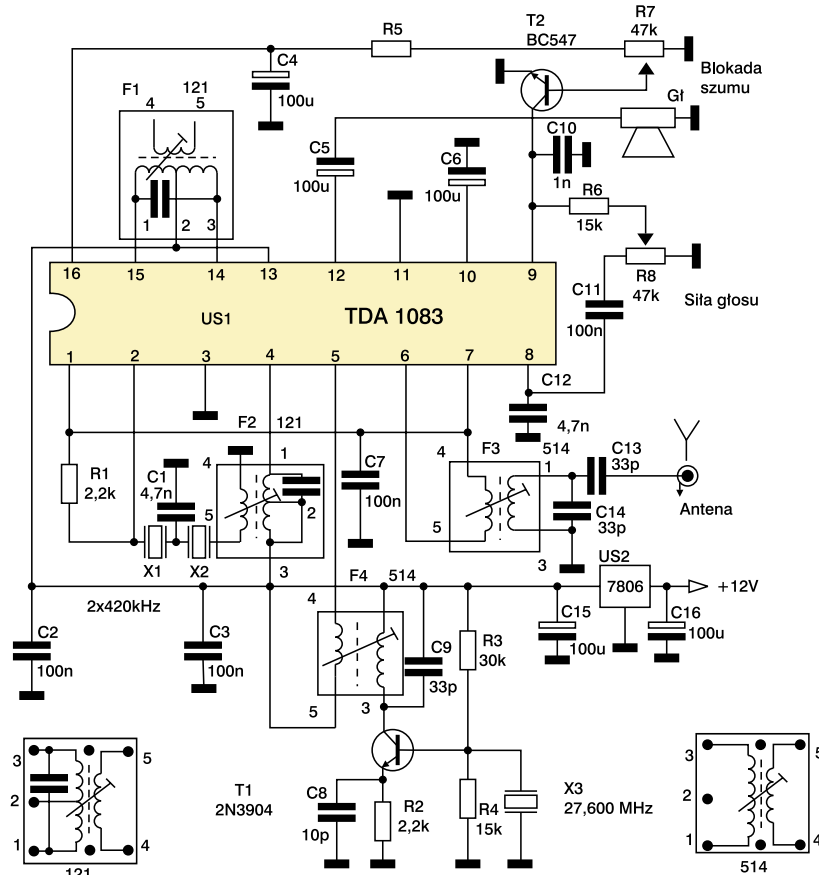 R5
T2
BC547
R7
47k
C4
100u
Blokada
szumu
F1
121
4
5
Gł
C5
100u
C6
100u
C10
1n
R6
15k
1
2
3
R8
47k
Siła głosu
C11
100n
16
15
14
13
12
11
10
9
US1
TDA 1083
1
2
3
4
5
6
7
8
C12
4,7n
F2
121
4
1
5
2
3
R1
2,2k
C1
4,7n
X1
X2
2x420kHz
C7
100n
F3
514
4
1
5
3
C13
33p
C14
33p
Antena
US2
7806
+12V
C15
100u
C16
100u
C2
100n
C3
100n
F4
514
4
5
3
C9
33p
R3
30k
T1
2N3904
C8
10p
R2
2,2k
R4
15k
X3
27,600 MHz
3
5
2
1
4
121
3
5
2
1
4
514